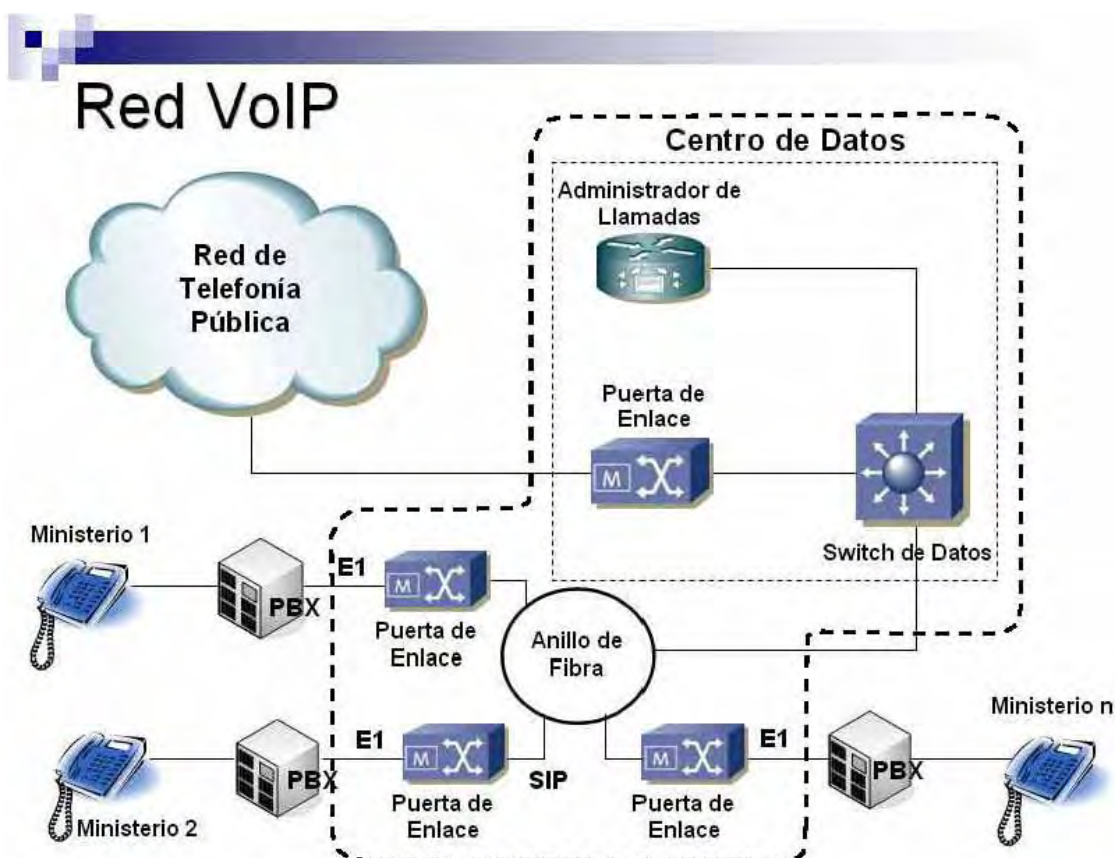 Red VoIP
Centro de Datos
Administrador de
Llamadas
Red de
Telefonía
Pública
Puerta de
Enlace
M
Switch de Datos
Ministerio 1
PBX
E1
M
Puerta de
Enlace
Anillo de
Fibra
Ministerio 2
PBX
E1
M
Puerta de
Enlace
SIP
M
Puerta de
Enlace
E1
PBX
Ministerio n